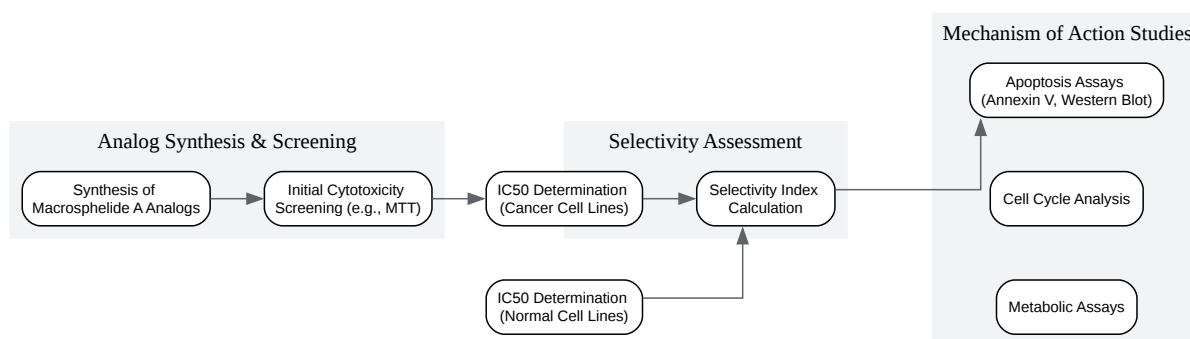 Mechanism of Action Studies
Apoptosis Assays
(Annexin V, Western Blot)
Analog Synthesis & Screening
Selectivity Assessment
Synthesis of
Macrosphelide A Analogs
Initial Cytotoxicity
Screening (e.g., MTT)
IC50 Determination
(Cancer Cell Lines)
Selectivity Index
Calculation
Cell Cycle Analysis
IC50 Determination
(Normal Cell Lines)
Metabolic Assays